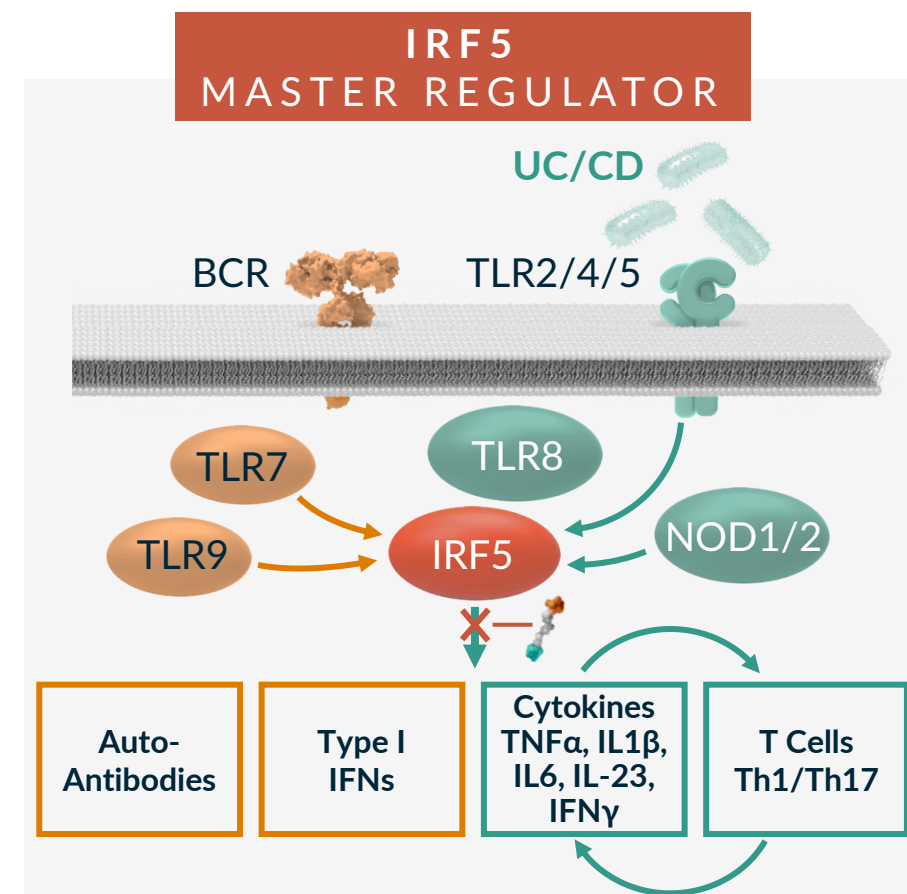 IRF5
MASTER REGULATOR
UC/CD
BCR
TLR2/4/5
TLR7
TLR8
TLR9
IRF5
NOD1/2
Auto-
Antibodies
Type I
IFNs
Cytokines
TNFα, IL1β,
IL6, IL-23,
IFNγ
T Cells
Th1/Th17